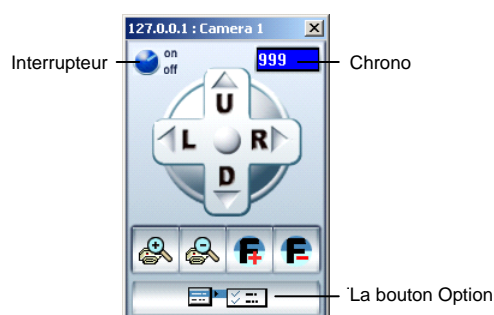 127.0.0.1 : Camera 1
Interrupteur
on
off
999
Chrono
U
L
R
D
F
F
La bouton Option